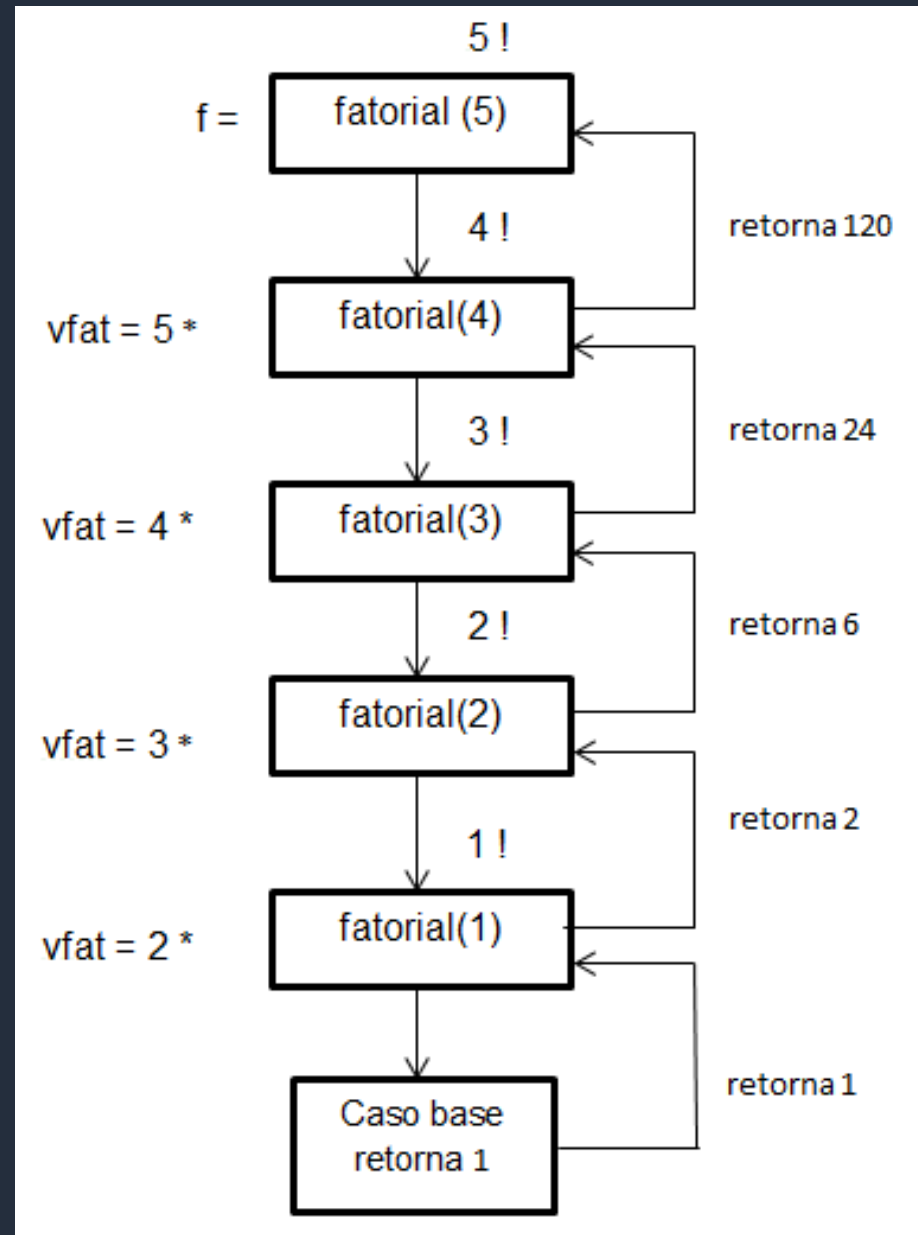 5 !
f =
fatorial (5)
4 !
retorna 120
vfat = 5 *
fatorial(4)
3 !
retorna 24
vfat = 4 *
fatorial(3)
2 !
retorna 6
vfat = 3 *
fatorial(2)
1 !
retorna 2
vfat = 2 *
fatorial(1)
retorna 1
Caso base
retorna 1